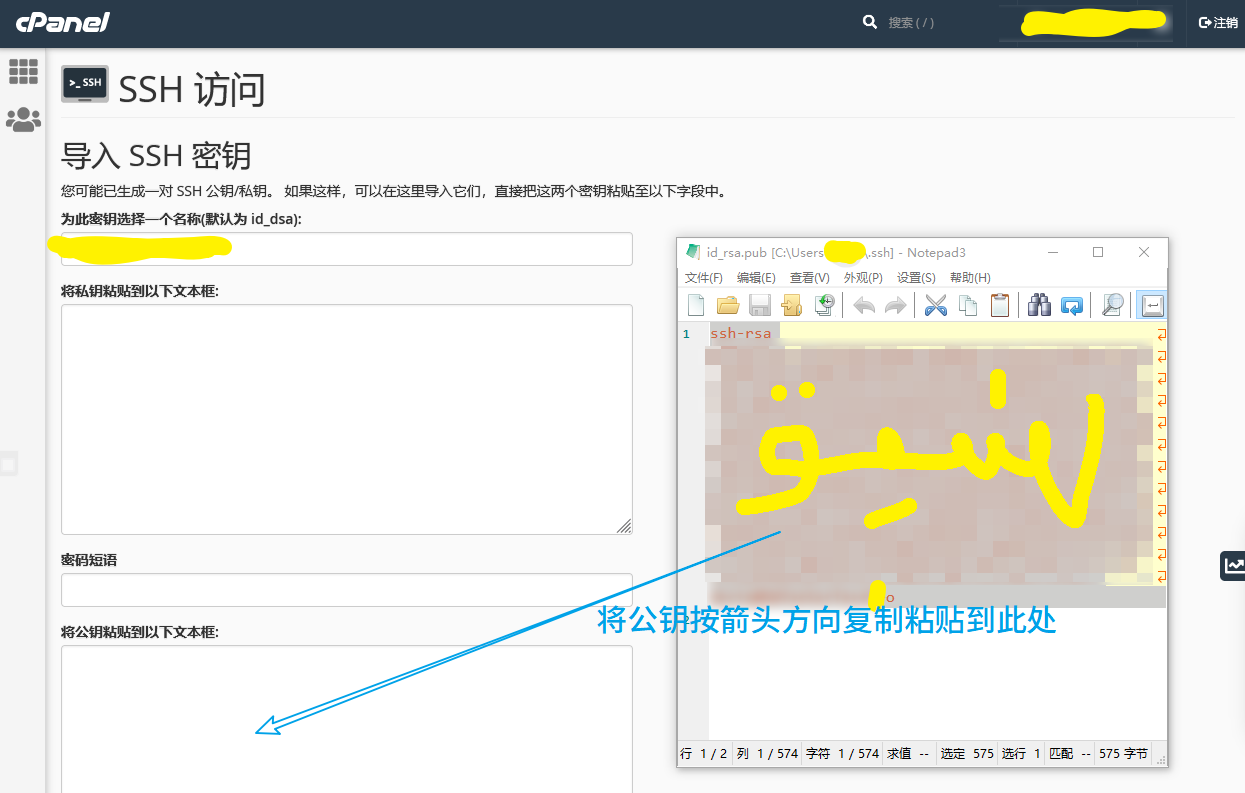 cPanel
搜索 ( / )
注销
>_ SSH
SSH 访问
导入 SSH 密钥
您可能已生成一对 SSH 公钥/私钥。 如果这样，可以在这里导入它们，直接把这两个密钥粘贴至以下字段中。
为此密钥选择一个名称(默认为 id_dsa):
将私钥粘贴到以下文本框:
密码短语
将公钥粘贴到以下文本框:
id_rsa.pub [C:\Users\ \.ssh] - Notepad3
文件(F) 编辑(E) 查看(V) 外观(P) 设置(S) 帮助(H)
1 ssh-rsa
将公钥按箭头方向复制粘贴到此处
行 1 / 2 列 1 / 574 字符 1 / 574 求值 -- 选定 575 选行 1 匹配 -- 575 字节